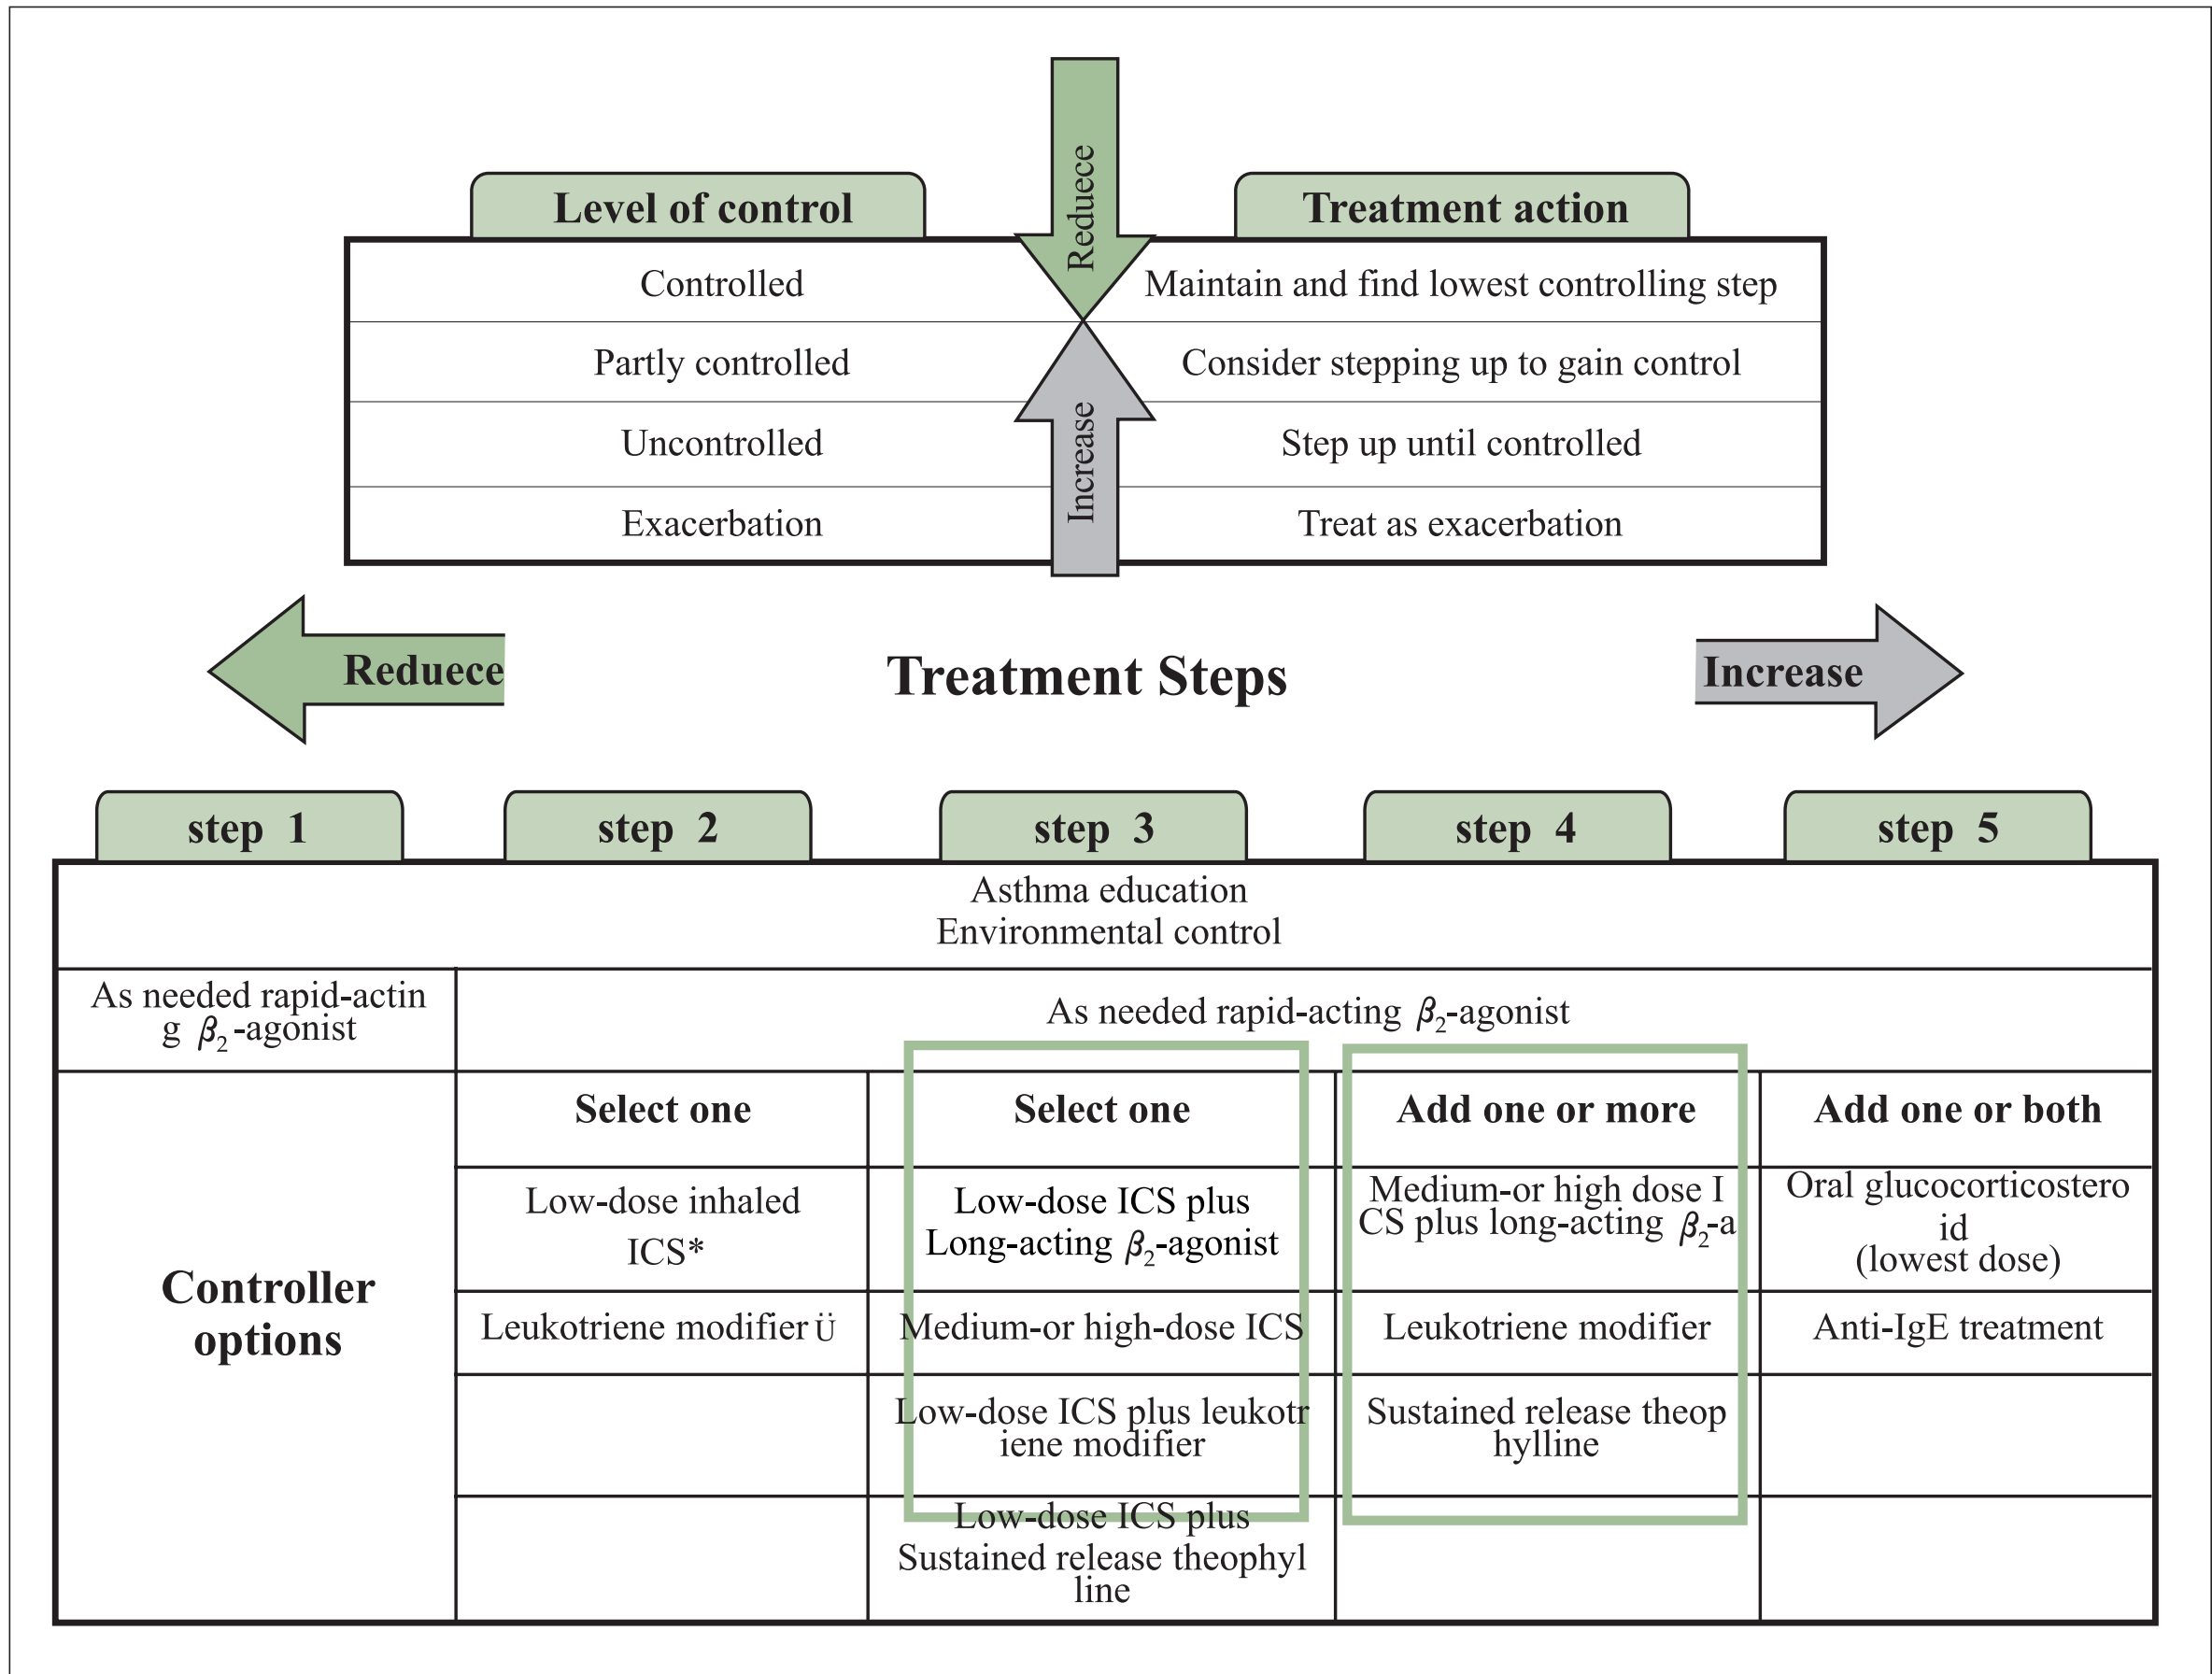 Reduece
Level of control
Treatment action
Controlled
Maintain and find lowest controlling step
Partly controlled
Consider stepping up to gain control
Uncontrolled
Step up until controlled
Increase
Exacerbation
Treat as exacerbation
Reduece
Treatment Steps
Increase
step 1
step 2
step 3
step 4
step 5
Asthma education
Environmental control
As needed rapid-actin
g β₂-agonist
As needed rapid-acting β₂-agonist
Controller
options
Select one
Select one
Add one or more
Add one or both
Low-dose inhaled
ICS*
Low-dose ICS plus
Long-acting β₂-agonist
Medium-or high dose I
CS plus long-acting β₂-a
Oral glucocorticostero
id
(lowest dose)
Leukotriene modifier Ü
Medium-or high-dose ICS
Leukotriene modifier
Anti-IgE treatment
Low-dose ICS plus leukotr
iene modifier
Sustained release theop
hylline
Low-dose ICS plus
Sustained release theophyl
line